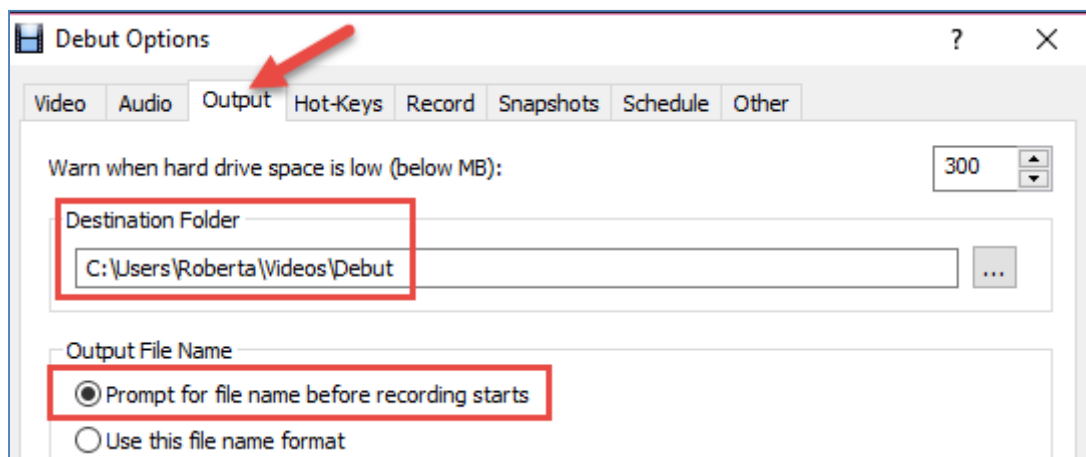 Debut Options ?
Video Audio Output Hot-Keys Record Snapshots Schedule Other
Warn when hard drive space is low (below MB): 300
Destination Folder
C:\Users\Roberta\Videos\Debut ...
Output File Name
Prompt for file name before recording starts
Use this file name format